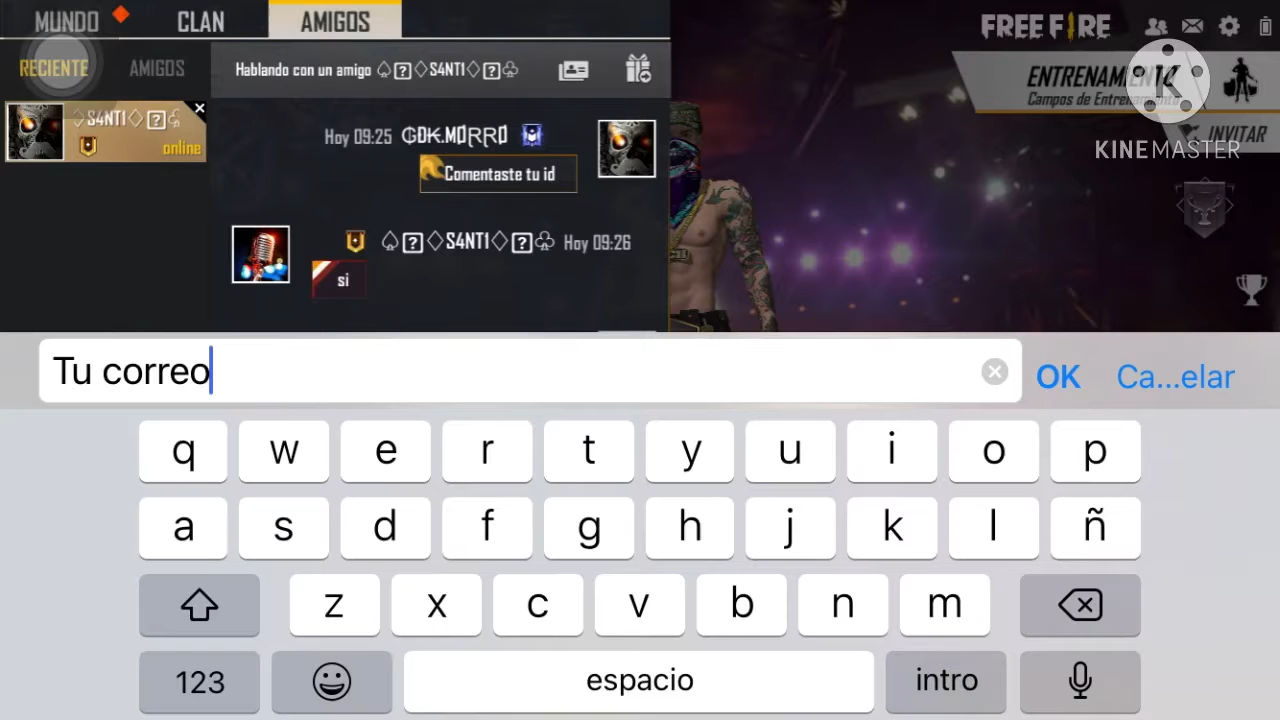 MUNDO CLAN AMIGOS
RECIENTE AMIGOS
Hablando con un amigo ♤?♢S4NTI♢?♧
♢S4NTI♢?♧
online
Hoy 09:25 GDK.MORRO
Comentaste tu id
♤?♢S4NTI♢?♧ Hoy 09:26
si
FREE FIRE
ENTRENAMIENTO
Campos de Entrenamiento
INVITAR
K
KINEMASTER
Tu correo
OK Ca...elar
q w e r t y u i o p
a s d f g h j k l ñ
z x c v b n m
123 espacio intro